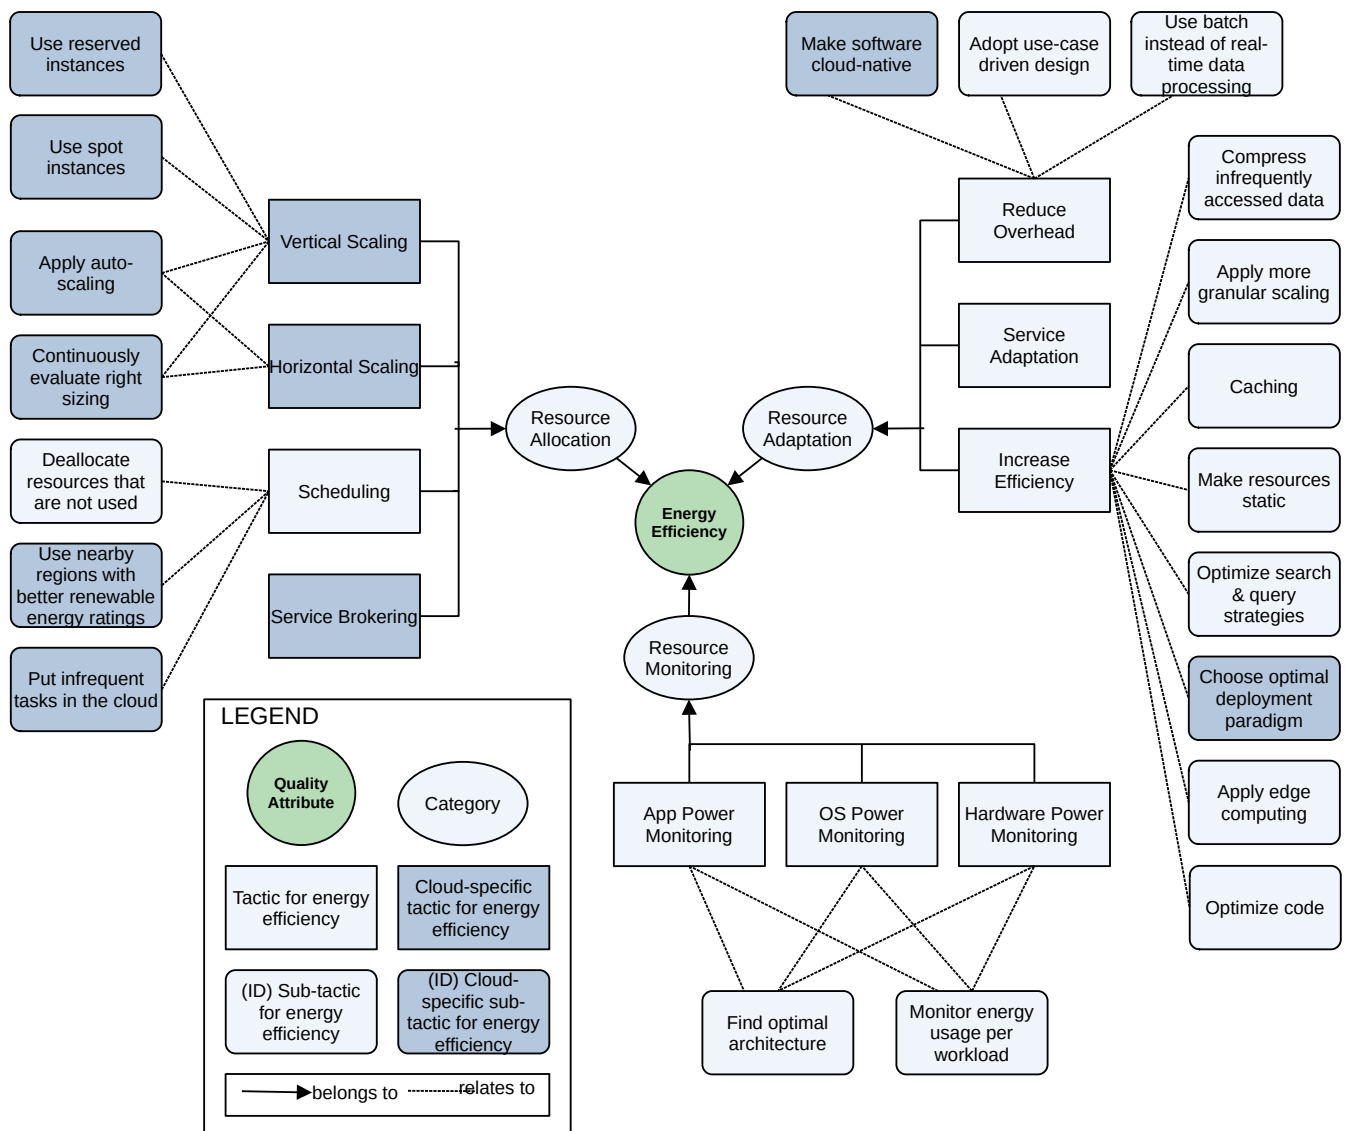 Use reserved
instances
Use spot
instances
Apply auto-
scaling
Continuously
evaluate right
sizing
Deallocate
resources that
are not used
Use nearby
regions with
better renewable
energy ratings
Put infrequent
tasks in the cloud
Vertical Scaling
Horizontal Scaling
Scheduling
Service Brokering
Resource
Allocation
Resource
Adaptation
Energy
Efficiency
Resource
Monitoring
Make software
cloud-native
Adopt use-case
driven design
Use batch
instead of real-
time data
processing
Reduce
Overhead
Service
Adaptation
Increase
Efficiency
Compress
infrequently
accessed data
Apply more
granular scaling
Caching
Make resources
static
Optimize search
& query
strategies
Choose optimal
deployment
paradigm
Apply edge
computing
Optimize code
App Power
Monitoring
OS Power
Monitoring
Hardware Power
Monitoring
Find optimal
architecture
Monitor energy
usage per
workload
LEGEND
Quality
Attribute
Category
Tactic for energy
efficiency
Cloud-specific
tactic for energy
efficiency
(ID) Sub-tactic
for energy
efficiency
(ID) Cloud-
specific sub-
tactic for energy
efficiency
belongs to
relates to